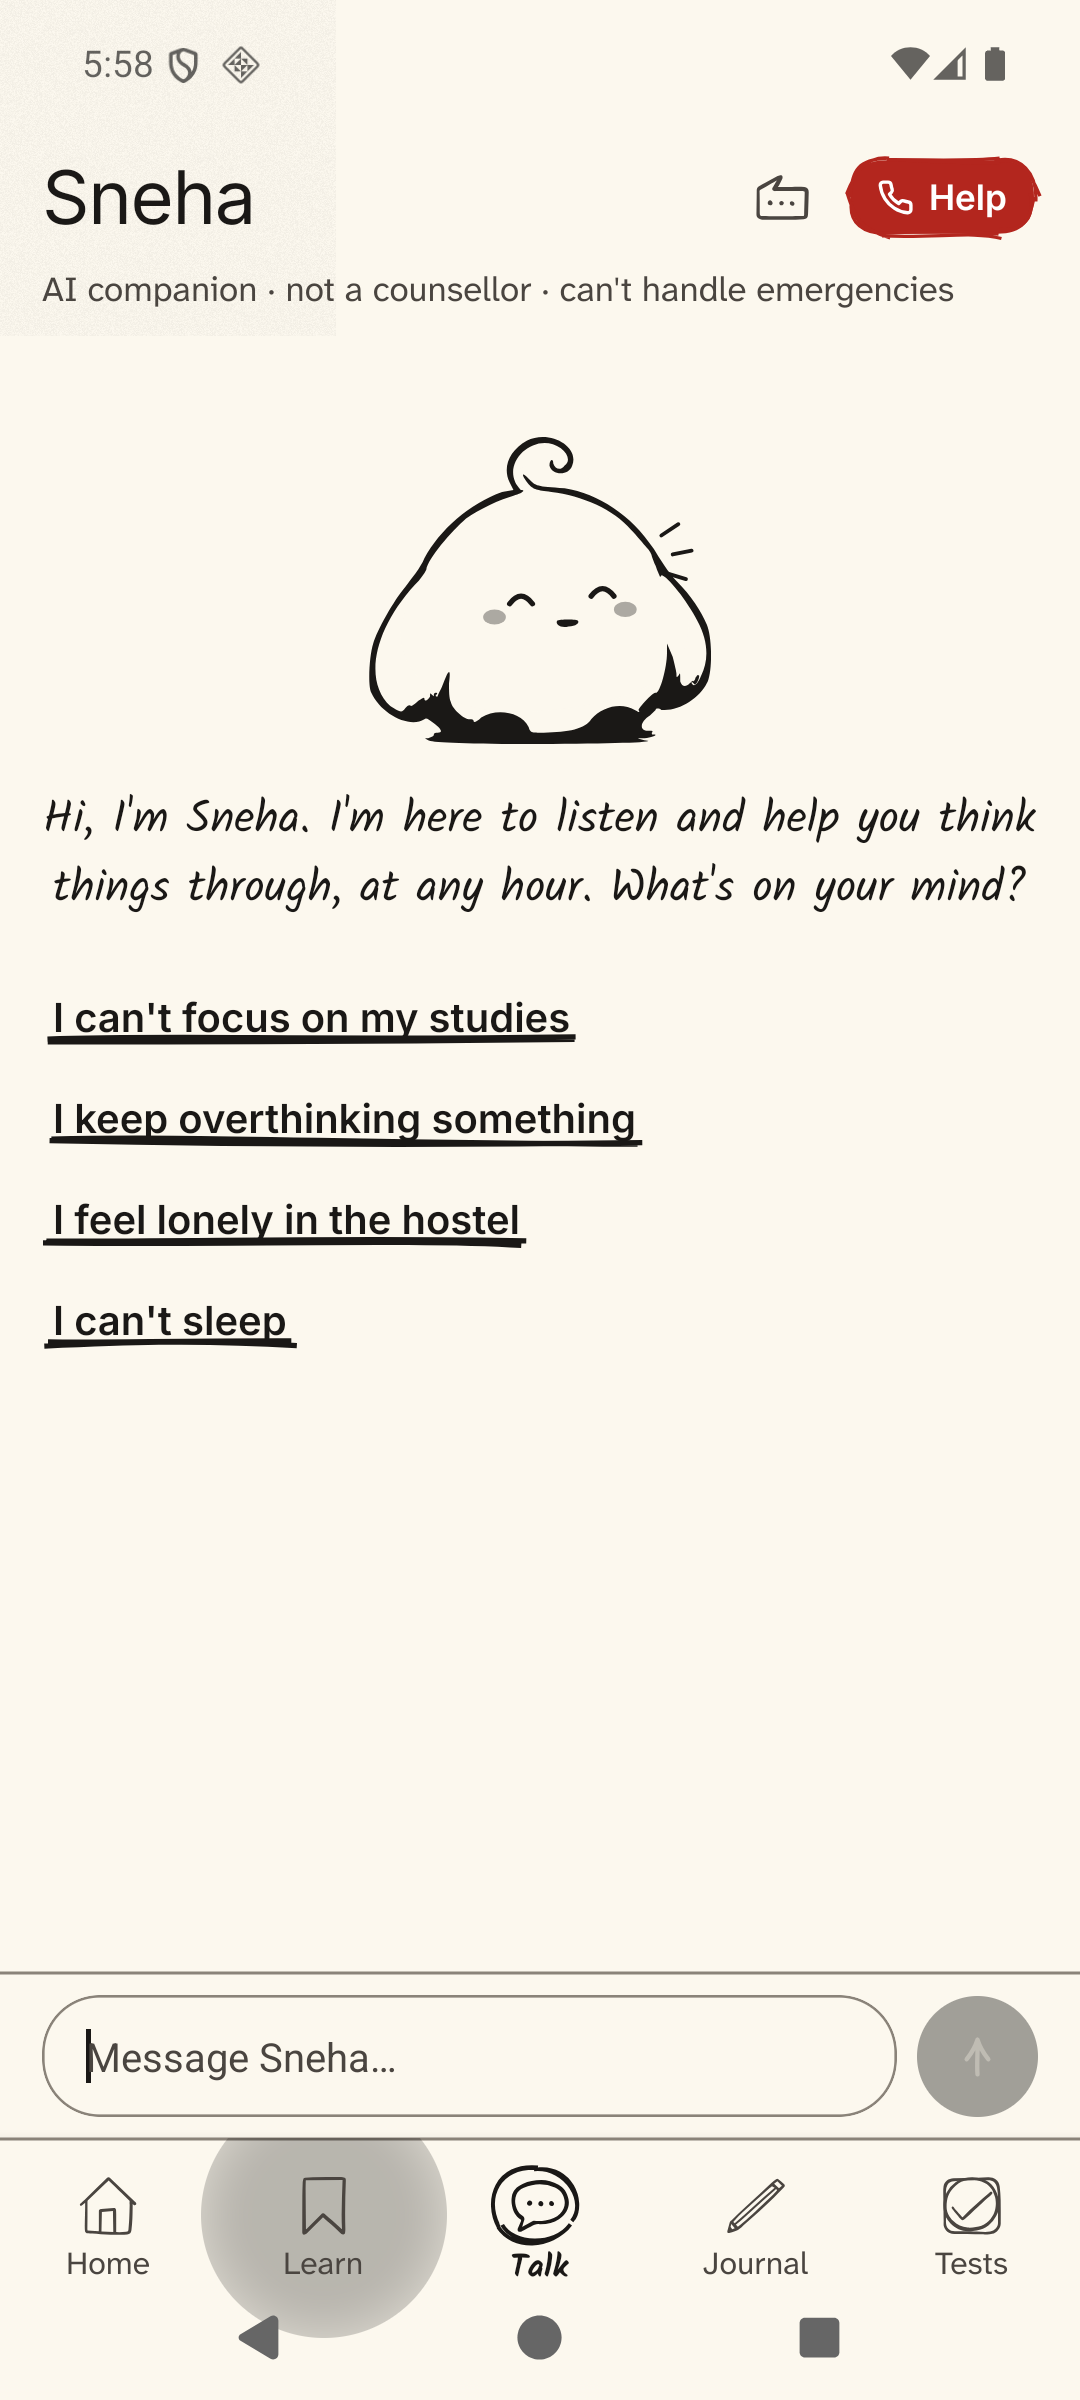 5:58
Sneha
Help
AI companion · not a counsellor · can't handle emergencies
Hi, I'm Sneha. I'm here to listen and help you think
things through, at any hour. What's on your mind?
I can't focus on my studies
I keep overthinking something
I feel lonely in the hostel
I can't sleep
Message Sneha…
Home
Learn
Talk
Journal
Tests